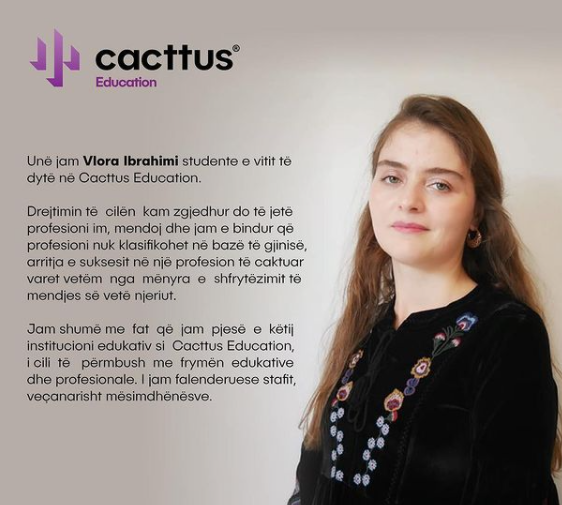 cacttus®
Education
Unë jam Vlora Ibrahimi studente e vitit të
dytë në Cacttus Education.
Drejtimin të cilën kam zgjedhur do të jetë
profesioni im, mendoj dhe jam e bindur që
profesioni nuk klasifikohet në bazë të gjinisë,
arritja e suksesit në një profesion të caktuar
varet vetëm nga mënyra e shfrytëzimit të
mendjes së vetë njeriut.
Jam shumë me fat që jam pjesë e këtij
institucioni edukativ si Cacttus Education,
i cili të përmbush me frymën edukative
dhe profesionale. I jam falenderuese stafit,
veçanarisht mësimdhënësve.